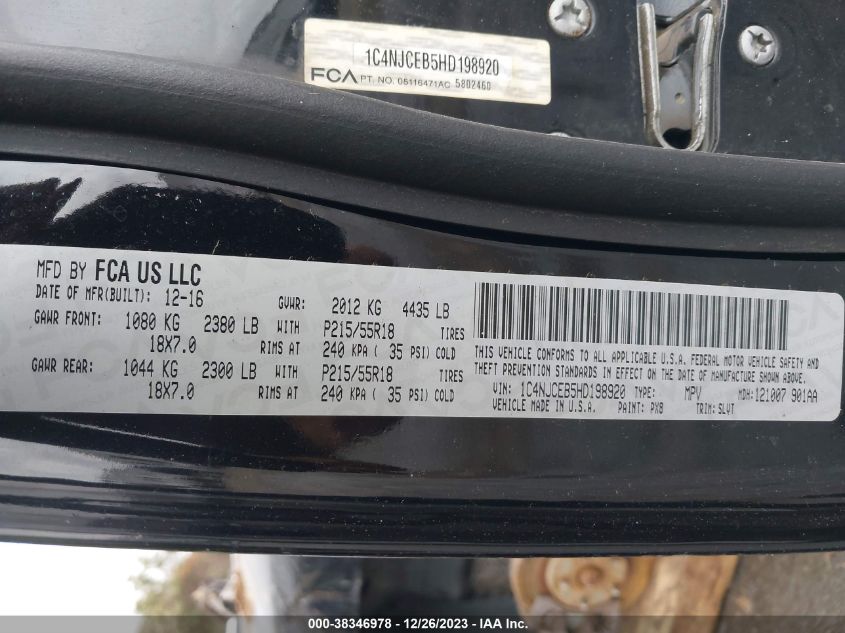 1C4NJCEB5HD198920
FCA PT. NO. 05116471AC 5802460
MFD BY FCA US LLC
DATE OF MFR(BUILT): 12-16 GVWR: 2012 KG 4435 LB
GAWR FRONT: 1080 KG 2380 LB WITH P215/55R18 TIRES
18X7.0 RIMS AT 240 KPA ( 35 PSI) COLD
GAWR REAR: 1044 KG 2300 LB WITH P215/55R18 TIRES
18X7.0 RIMS AT 240 KPA ( 35 PSI) COLD
THIS VEHICLE CONFORMS TO ALL APPLICABLE U.S.A. FEDERAL MOTOR VEHICLE SAFETY AND
THEFT PREVENTION STANDARDS IN EFFECT ON THE DATE OF MANUFACTURE SHOWN ABOVE.
VIN: 1C4NJCEB5HD198920 TYPE: MPV MDH: 121007 901AA
VEHICLE MADE IN U.S.A. PAINT: PX8 TRIM: SLVT
000-38346978 - 12/26/2023 - IAA Inc.